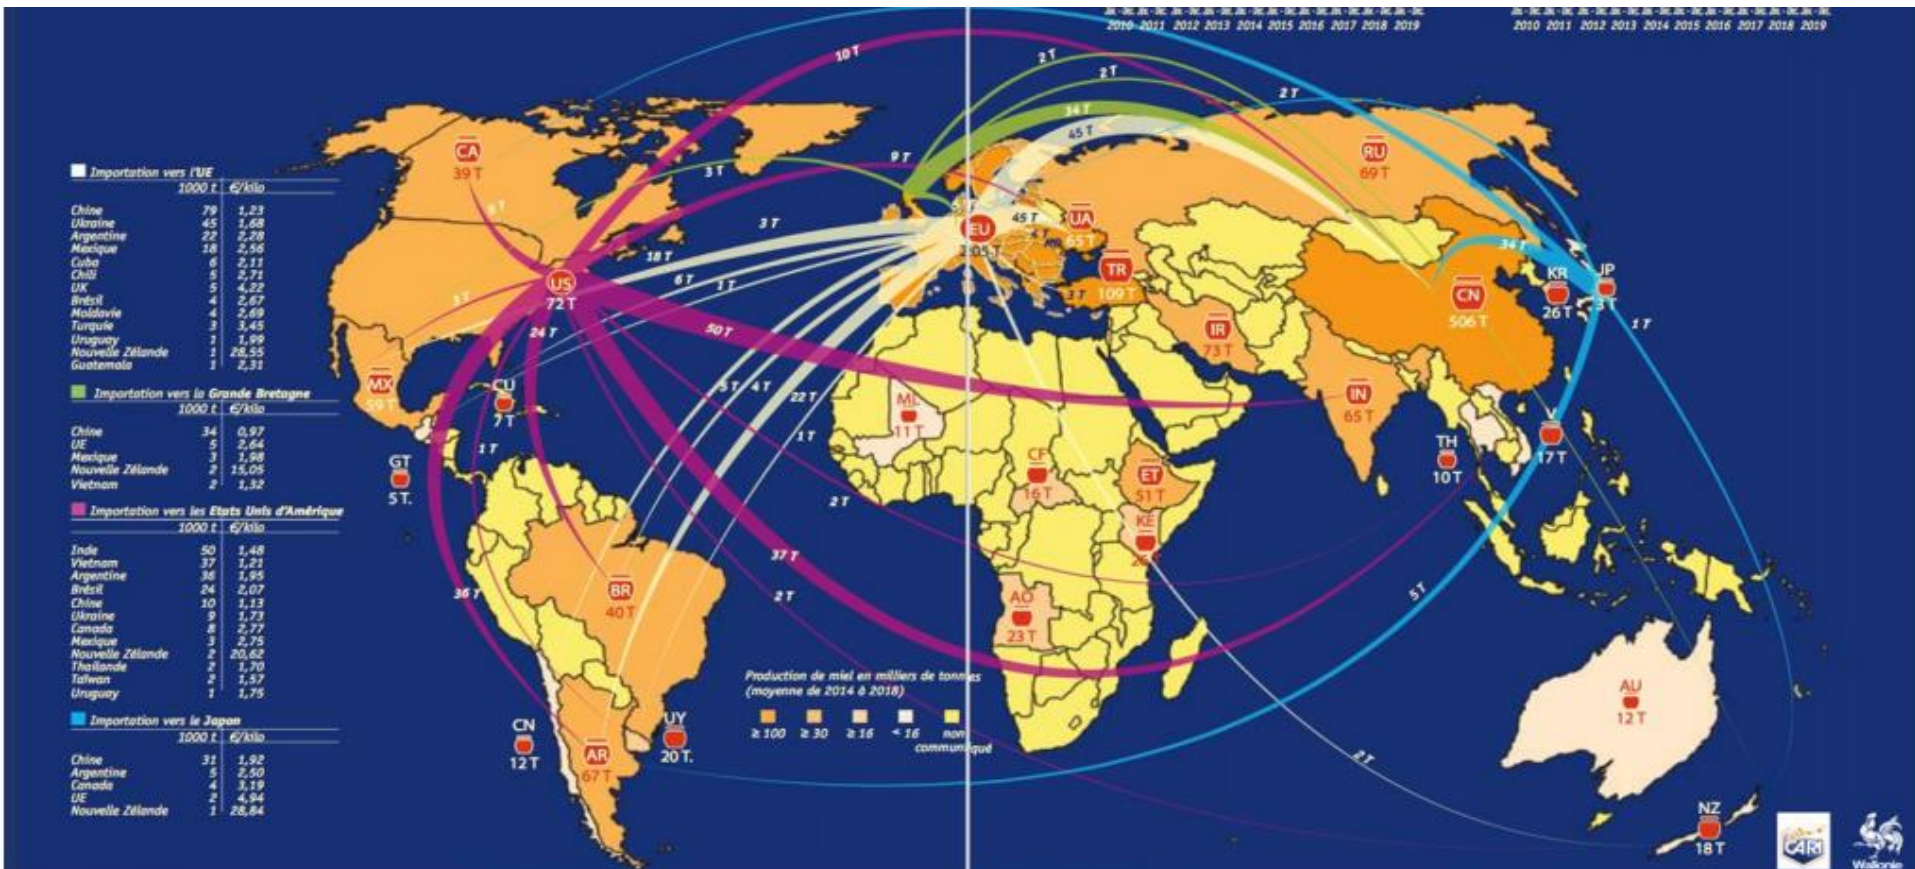 2010 2011 2012 2013 2014 2015 2016 2017 2018 2019
2010 2011 2012 2013 2014 2015 2016 2017 2018 2019
Importation vers l'UE
1000 t €/kilo
Chine 79 1,23
Ukraine 45 1,68
Argentine 22 2,28
Mexique 18 2,56
Cuba 6 2,11
Chili 5 2,71
UK 5 4,22
Brésil 4 2,67
Moldavie 4 2,69
Turquie 3 3,45
Uruguay 1 1,99
Nouvelle Zélande 1 28,55
Guatemala 1 2,31
Importation vers la Grande Bretagne
1000 t €/kilo
Chine 34 0,97
UE 5 2,64
Mexique 3 1,98
Nouvelle Zélande 2 15,05
Vietnam 2 1,32
Importation vers les Etats Unis d'Amérique
1000 t €/kilo
Inde 50 1,48
Vietnam 37 1,21
Argentine 36 1,95
Brésil 24 2,07
Chine 10 1,13
Ukraine 9 1,73
Canada 8 2,77
Mexique 3 2,75
Nouvelle Zélande 2 20,62
Thaïlande 2 1,70
Taïwan 2 1,57
Uruguay 1 1,75
Importation vers le Japon
1000 t €/kilo
Chine 31 1,92
Argentine 5 2,50
Canada 4 3,19
UE 2 4,94
Nouvelle Zélande 1 28,84
10 T
2 T
2 T
34 T
45 T
2 T
9 T
3 T
8 T
3 T
18 T
6 T
1 T
3 T
24 T
50 T
5 T
4 T
22 T
1 T
1 T
2 T
37 T
2 T
36 T
45 T
3 T
34 T
1 T
5 T
2 T
CA
39 T
US
72 T
MX
59 T
CU
7 T
GT
5 T.
BR
40 T
CN
12 T
AR
67 T
UY
20 T.
EU
UA
65 T
TR
109 T
RU
69 T
IR
73 T
CN
506 T
KR
26 T
JP
3 T
IN
65 T
TH
10 T
17 T
ML
11 T
CF
16 T
ET
51 T
KE
AO
23 T
AU
12 T
NZ
18 T
Production de miel en milliers de tonnes
(moyenne de 2014 à 2018)
≥ 100 ≥ 30 ≥ 16 < 16 non
communiqué
CARI
Wallonie